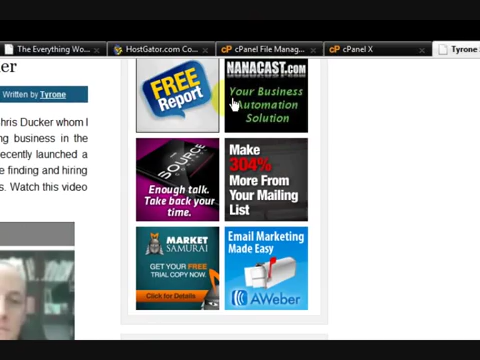 The Everything Wo...
HostGator.com Co...
cPanel File Manag...
cPanel X
Tyrone
er
Written by Tyrone
hris Ducker whom I
ng business in the
ecently launched a
e finding and hiring
s. Watch this video
FREE
Report
NANACAST.com
Your Business
Automation
Solution
SOURCE
Enough talk.
Take back your
time.
Make
304%
More From
Your Mailing
List
MARKET
SAMURAI
GET YOUR FREE
TRIAL COPY NOW.
Click for Details
Email Marketing
Made Easy
AWeber